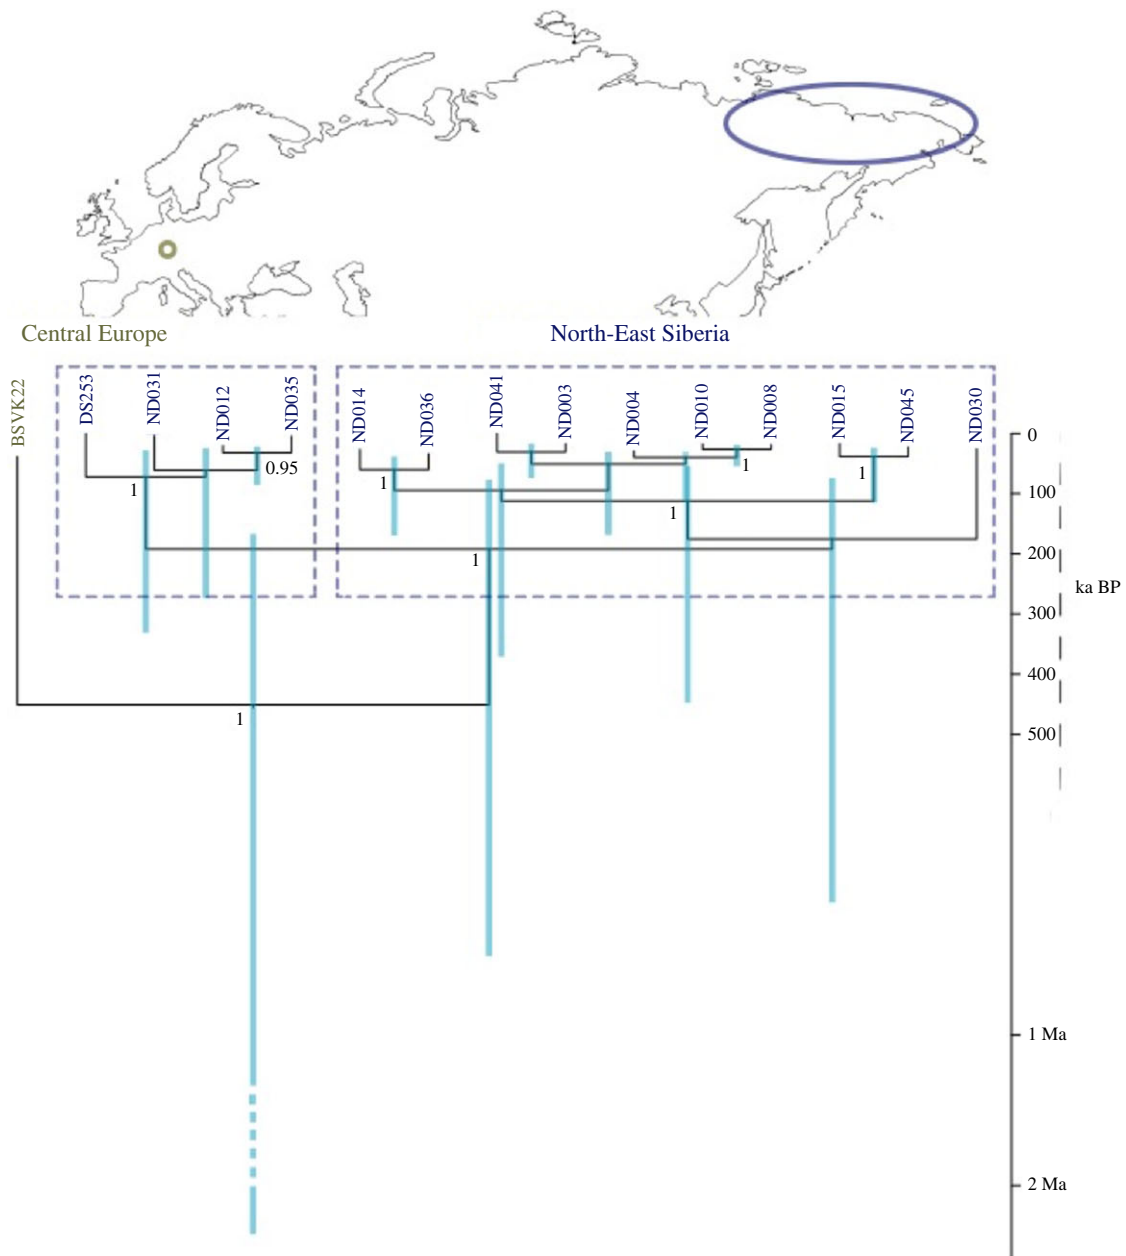 Central Europe
North-East Siberia
BSVK22
DS253
ND031
ND012
ND035
ND014
ND036
ND041
ND003
ND004
ND010
ND008
ND015
ND045
ND030
0
0.95
1
1
1
1
100
1
1
200
ka BP
300
400
1
500
1 Ma
2 Ma